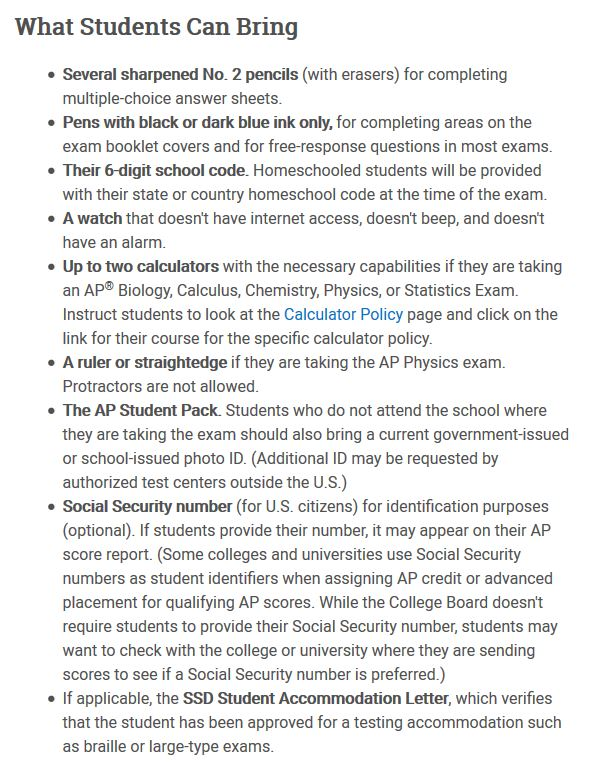 What Students Can Bring
• Several sharpened No. 2 pencils (with erasers) for completing
multiple-choice answer sheets.
• Pens with black or dark blue ink only, for completing areas on the
exam booklet covers and for free-response questions in most exams.
• Their 6-digit school code. Homeschooled students will be provided
with their state or country homeschool code at the time of the exam.
• A watch that doesn't have internet access, doesn't beep, and doesn't
have an alarm.
• Up to two calculators with the necessary capabilities if they are taking
an AP® Biology, Calculus, Chemistry, Physics, or Statistics Exam.
Instruct students to look at the Calculator Policy page and click on the
link for their course for the specific calculator policy.
• A ruler or straightedge if they are taking the AP Physics exam.
Protractors are not allowed.
• The AP Student Pack. Students who do not attend the school where
they are taking the exam should also bring a current government-issued
or school-issued photo ID. (Additional ID may be requested by
authorized test centers outside the U.S.)
• Social Security number (for U.S. citizens) for identification purposes
(optional). If students provide their number, it may appear on their AP
score report. (Some colleges and universities use Social Security
numbers as student identifiers when assigning AP credit or advanced
placement for qualifying AP scores. While the College Board doesn't
require students to provide their Social Security number, students may
want to check with the college or university where they are sending
scores to see if a Social Security number is preferred.)
• If applicable, the SSD Student Accommodation Letter, which verifies
that the student has been approved for a testing accommodation such
as braille or large-type exams.